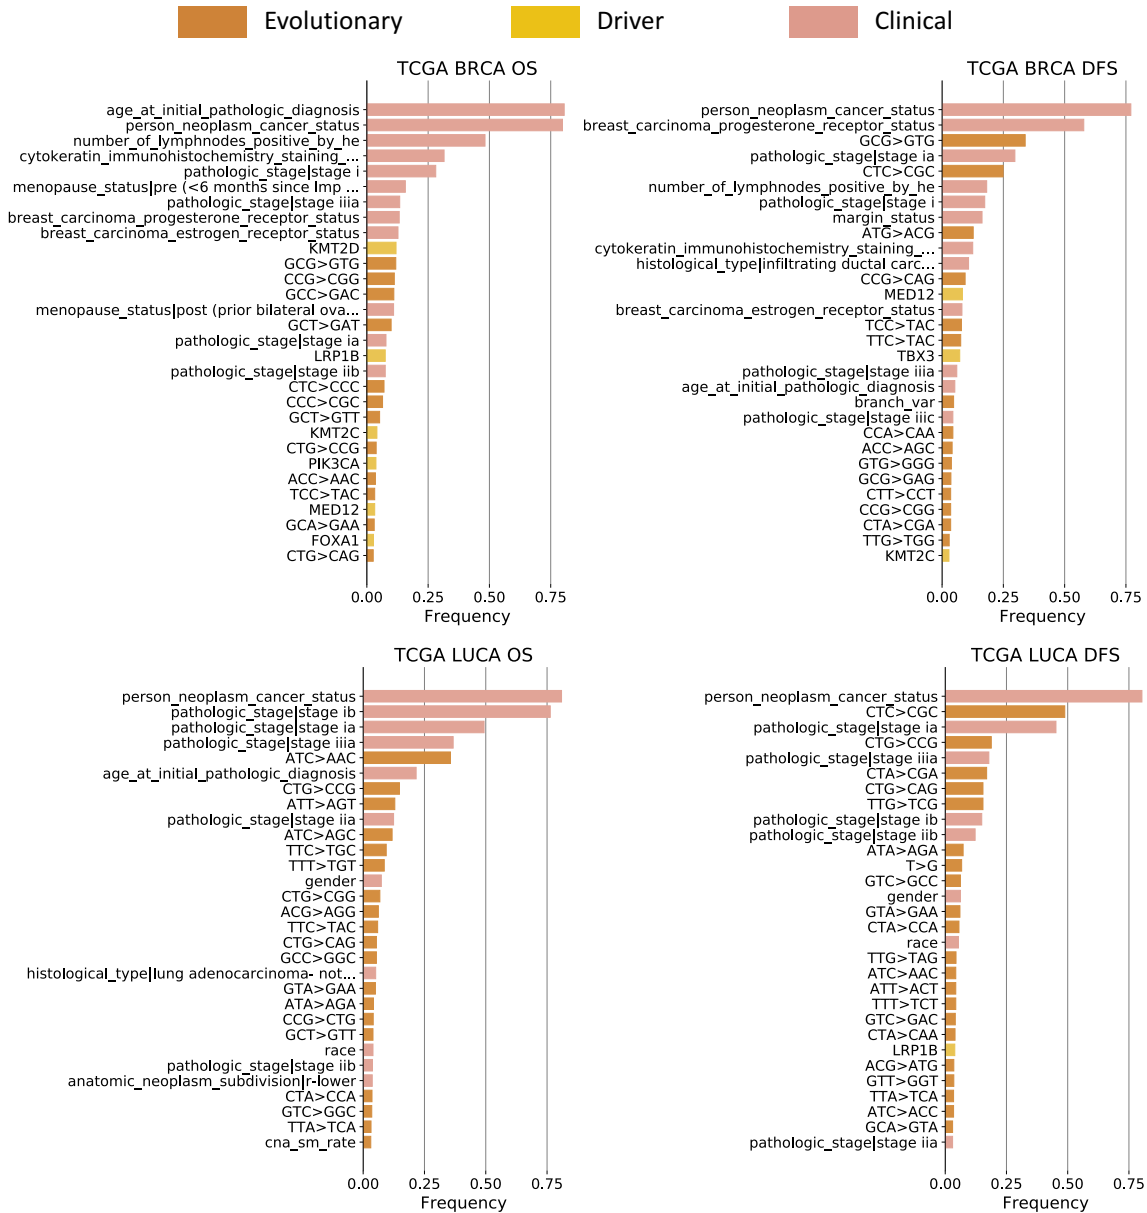 Evolutionary
Driver
Clinical
TCGA BRCA OS
age_at_initial_pathologic_diagnosis
person_neoplasm_cancer_status
number_of_lymphnodes_positive_by_he
cytokeratin_immunohistochemistry_staining_...
pathologic_stage|stage i
menopause_status|pre (<6 months since lmp ...
pathologic_stage|stage iiia
breast_carcinoma_progesterone_receptor_status
breast_carcinoma_estrogen_receptor_status
KMT2D
GCG>GTG
CCG>CGG
GCC>GAC
menopause_status|post (prior bilateral ova...
GCT>GAT
pathologic_stage|stage ia
LRP1B
pathologic_stage|stage iib
CTC>CCC
CCC>CGC
GCT>GTT
KMT2C
CTG>CCG
PIK3CA
ACC>AAC
TCC>TAC
MED12
GCA>GAA
FOXA1
CTG>CAG
0.00 0.25 0.50 0.75
Frequency
TCGA BRCA DFS
person_neoplasm_cancer_status
breast_carcinoma_progesterone_receptor_status
GCG>GTG
pathologic_stage|stage ia
CTC>CGC
number_of_lymphnodes_positive_by_he
pathologic_stage|stage i
margin_status
ATG>ACG
cytokeratin_immunohistochemistry_staining_...
histological_type|infiltrating ductal carc...
CCG>CAG
MED12
breast_carcinoma_estrogen_receptor_status
TCC>TAC
TTC>TAC
TBX3
pathologic_stage|stage iiia
age_at_initial_pathologic_diagnosis
branch_var
pathologic_stage|stage iiic
CCA>CAA
ACC>AGC
GTG>GGG
GCG>GAG
CTT>CCT
CCG>CGG
CTA>CGA
TTG>TGG
KMT2C
0.00 0.25 0.50 0.75
Frequency
TCGA LUCA OS
person_neoplasm_cancer_status
pathologic_stage|stage ib
pathologic_stage|stage ia
pathologic_stage|stage iiia
ATC>AAC
age_at_initial_pathologic_diagnosis
CTG>CCG
ATT>AGT
pathologic_stage|stage iia
ATC>AGC
TTC>TGC
TTT>TGT
gender
CTG>CGG
ACG>AGG
TTC>TAC
CTG>CAG
GCC>GGC
histological_type|lung adenocarcinoma- not...
GTA>GAA
ATA>AGA
CCG>CTG
GCT>GTT
race
pathologic_stage|stage iib
anatomic_neoplasm_subdivision|r-lower
CTA>CCA
GTC>GGC
TTA>TCA
cna_sm_rate
0.00 0.25 0.50 0.75
Frequency
TCGA LUCA DFS
person_neoplasm_cancer_status
CTC>CGC
pathologic_stage|stage ia
CTG>CCG
pathologic_stage|stage iiia
CTA>CGA
CTG>CAG
TTG>TCG
pathologic_stage|stage ib
pathologic_stage|stage iib
ATA>AGA
T>G
GTC>GCC
gender
GTA>GAA
CTA>CCA
race
TTG>TAG
ATC>AAC
ATT>ACT
TTT>TCT
GTC>GAC
CTA>CAA
LRP1B
ACG>ATG
GTT>GGT
TTA>TCA
ATC>ACC
GCA>GTA
pathologic_stage|stage iia
0.00 0.25 0.50 0.75
Frequency